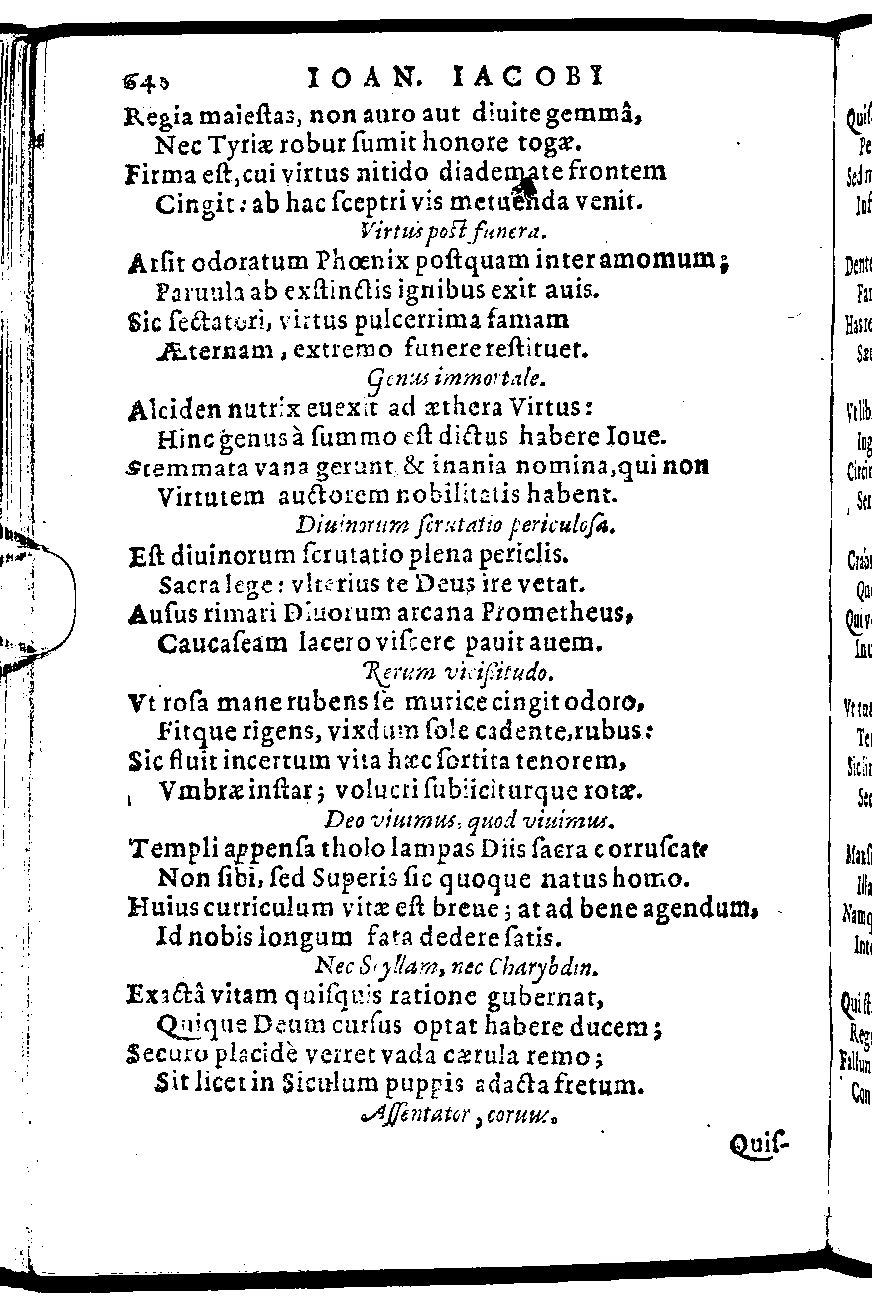 640 IOAN. IACOBI
Regia maieſtas, non auro aut diuite gemmâ,
Nec Tyriæ robur ſumit honore togæ.
Firma eſt, cui virtus nitido diademate frontem
Cingit: ab hac ſceptri vis metuenda venit.
Virtus poſt funera.
Arſit odoratum Phœnix poſtquam inter amomum;
Paruula ab exſtinctis ignibus exit auis.
Sic ſectatori, virtus pulcerrima famam
Æternam, extremo funere reſtituet.
Genus immortale.
Alciden nutrix euexit ad æthera Virtus:
Hinc genus à ſummo eſt dictus habere Ioue.
Stemmata vana gerunt & inania nomina, qui non
Virtutem auctorem nobilitatis habent.
Diuinorum ſcrutatio periculoſa.
Eſt diuinorum ſcrutatio plena periclis.
Sacra lege: vlterius te Deus ire vetat.
Auſus rimari Diuorum arcana Prometheus,
Caucaſeam lacero viſcere pauit auem.
Rerum viciſſitudo.
Vt roſa mane rubens ſe murice cingit odoro,
Fitque rigens, vixdum ſole cadente, rubus:
Sic fluit incertum vita hæc ſortita tenorem,
Vmbræ inſtar; volucri ſubiiciturque rotæ.
Deo viuimus, quod viuimus.
Templi appenſa tholo lampas Diis ſacra corruſcat
Non ſibi, ſed Superis ſic quoque natus homo.
Huius curriculum vitæ eſt breue; at ad bene agendum,
Id nobis longum fata dedere ſatis.
Nec Scyllam, nec Charybdin.
Exactâ vitam quiſquis ratione gubernat,
Quique Deum curſus optat habere ducem;
Securo placidè verret vada cærula remo;
Sit licet in Siculum puppis adacta fretum.
Aſſentator, coruus.
Quiſ-